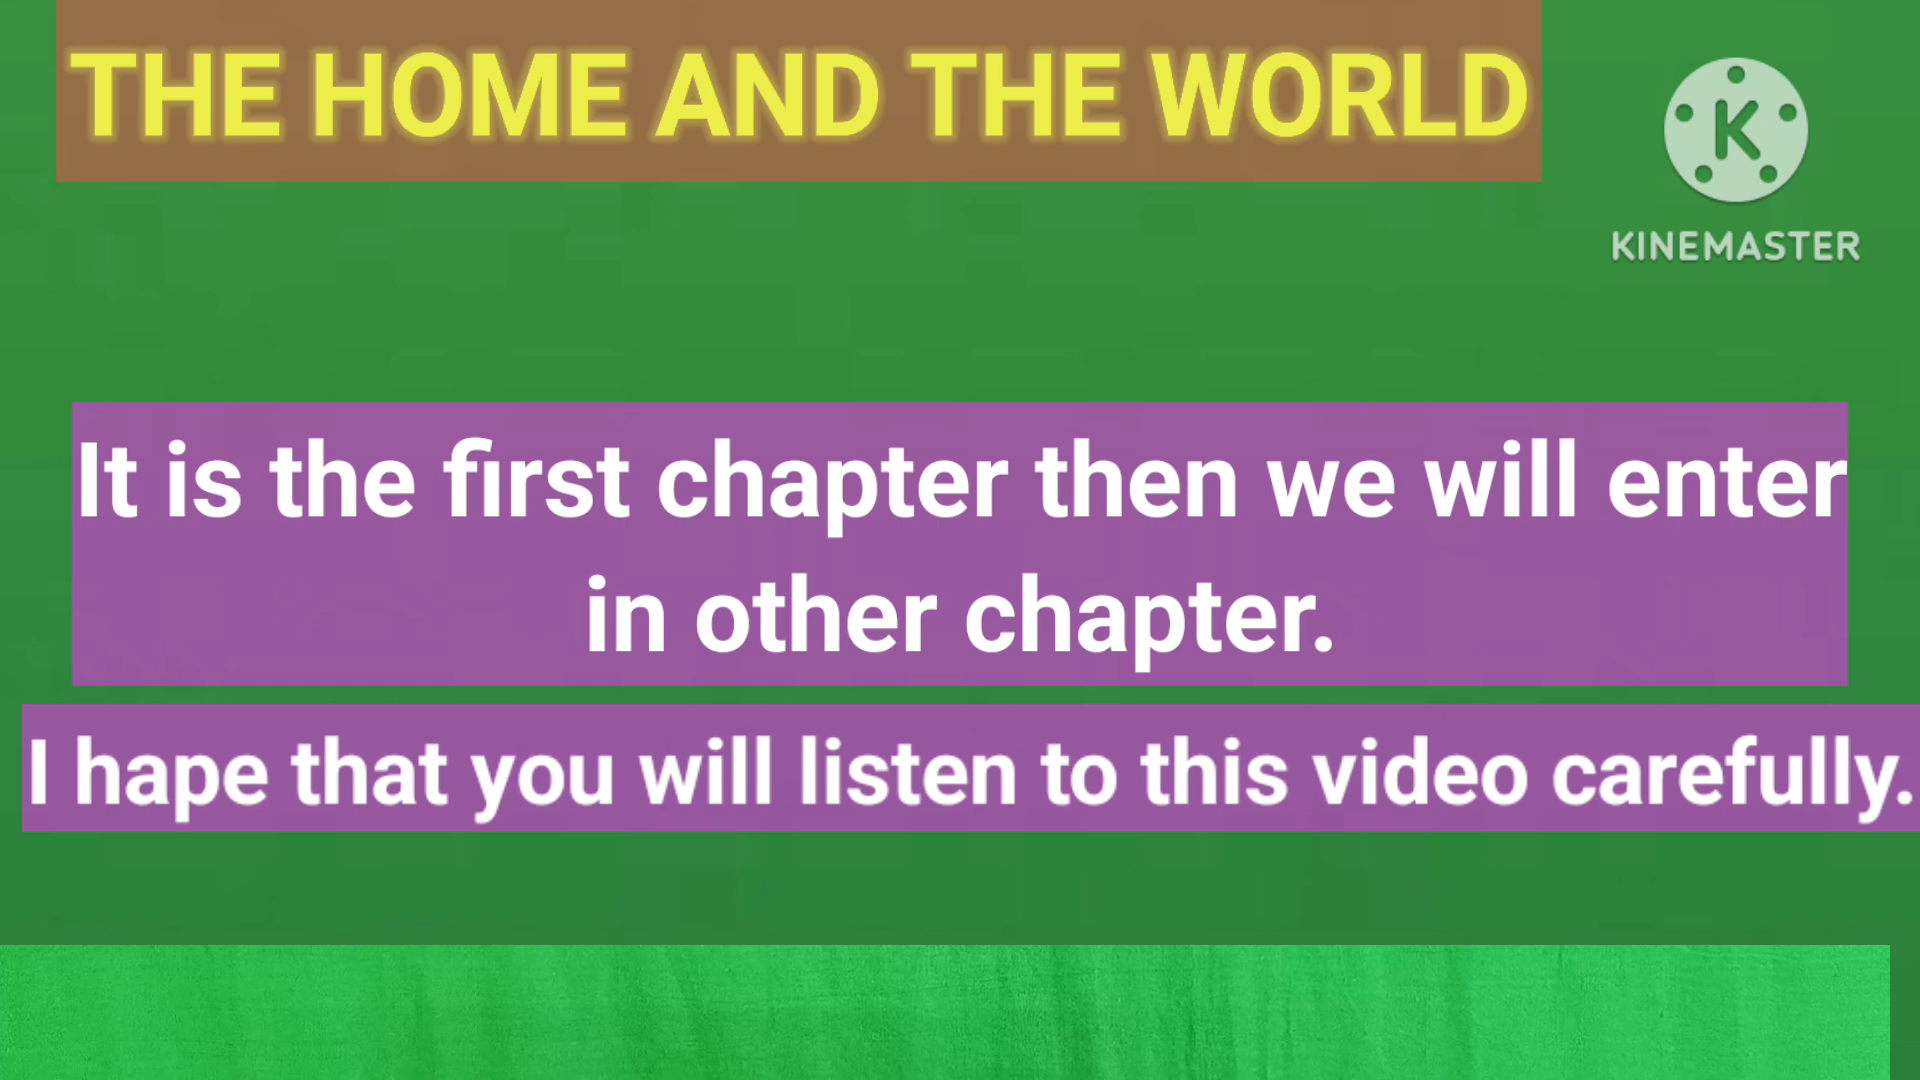 THE HOME AND THE WORLD
K
KINEMASTER
It is the first chapter then we will enter
in other chapter.
I hape that you will listen to this video carefully.